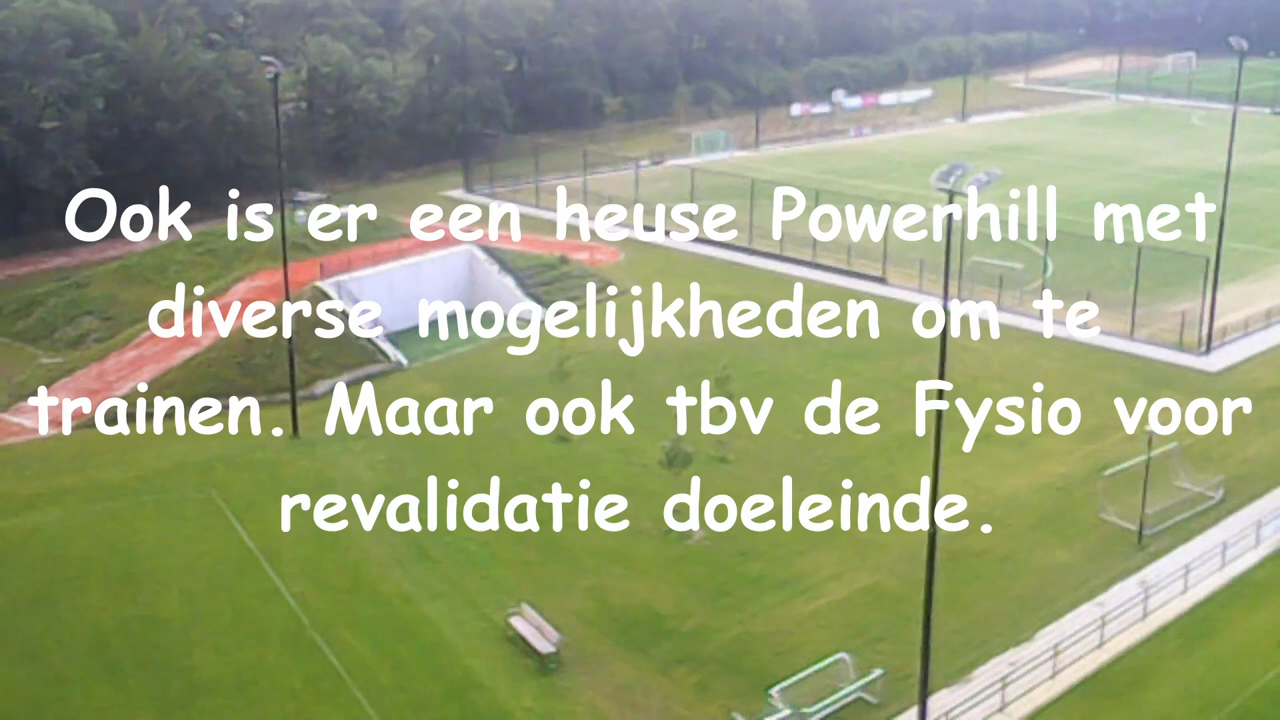 Ook is er een heuse Powerhill met
diverse mogelijkheden om te
trainen. Maar ook tbv de Fysio voor
revalidatie doeleinde.